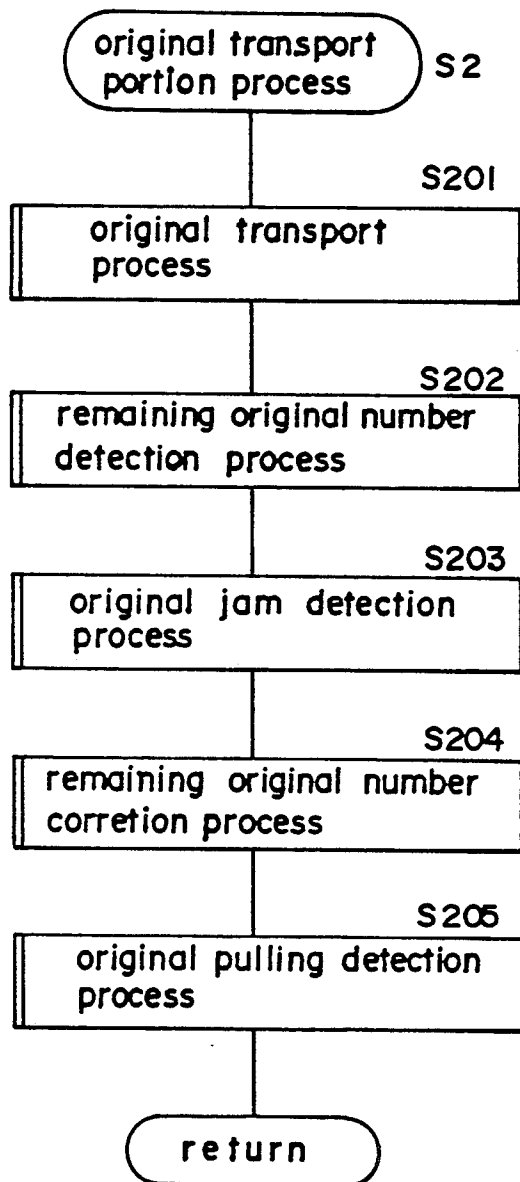 original transport
portion process
S2
S201
original transport
process
S202
remaining original number
detection process
S203
original jam detection
process
S204
remaining original number
corretion process
S205
original pulling detection
process
return